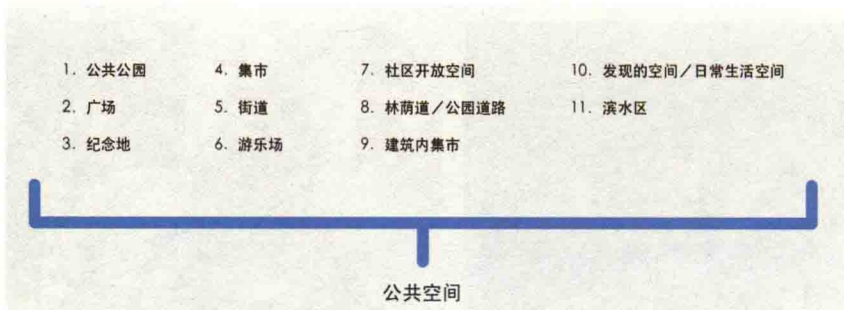 1. 公共公园
2. 广场
3. 纪念地
4. 集市
5. 街道
6. 游乐场
7. 社区开放空间
8. 林荫道/公园道路
9. 建筑内集市
10. 发现的空间/日常生活空间
11. 滨水区
公共空间